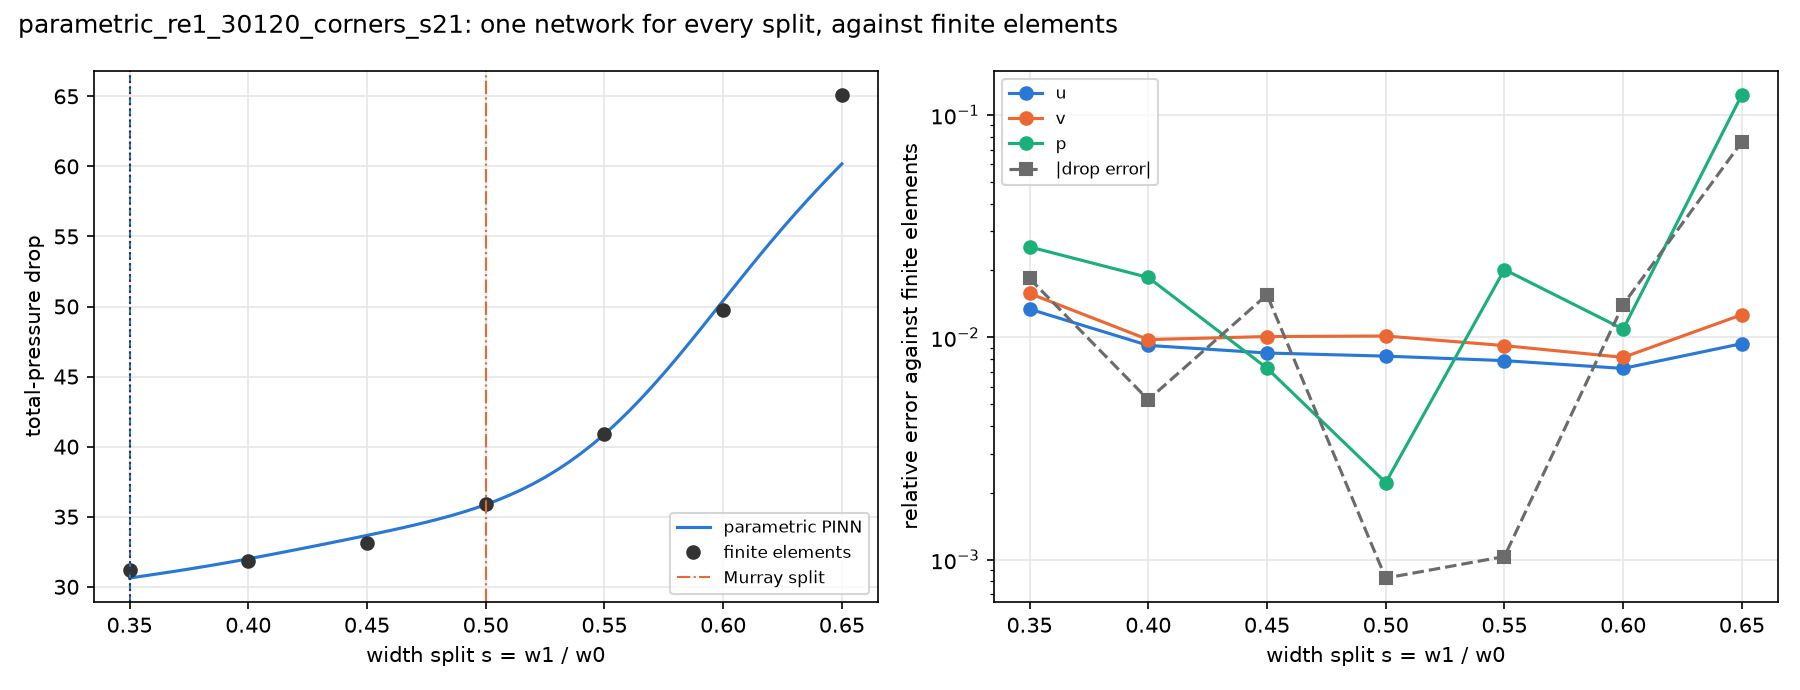 parametric_re1_30120_corners_s21: one network for every split, against finite elements
total-pressure drop
65
60
55
50
45
40
35
30
0.35 0.40 0.45 0.50 0.55 0.60 0.65
width split s = w1 / w0
parametric PINN
finite elements
Murray split
relative error against finite elements
10⁻¹
10⁻²
10⁻³
u
v
p
|drop error|
0.35 0.40 0.45 0.50 0.55 0.60 0.65
width split s = w1 / w0